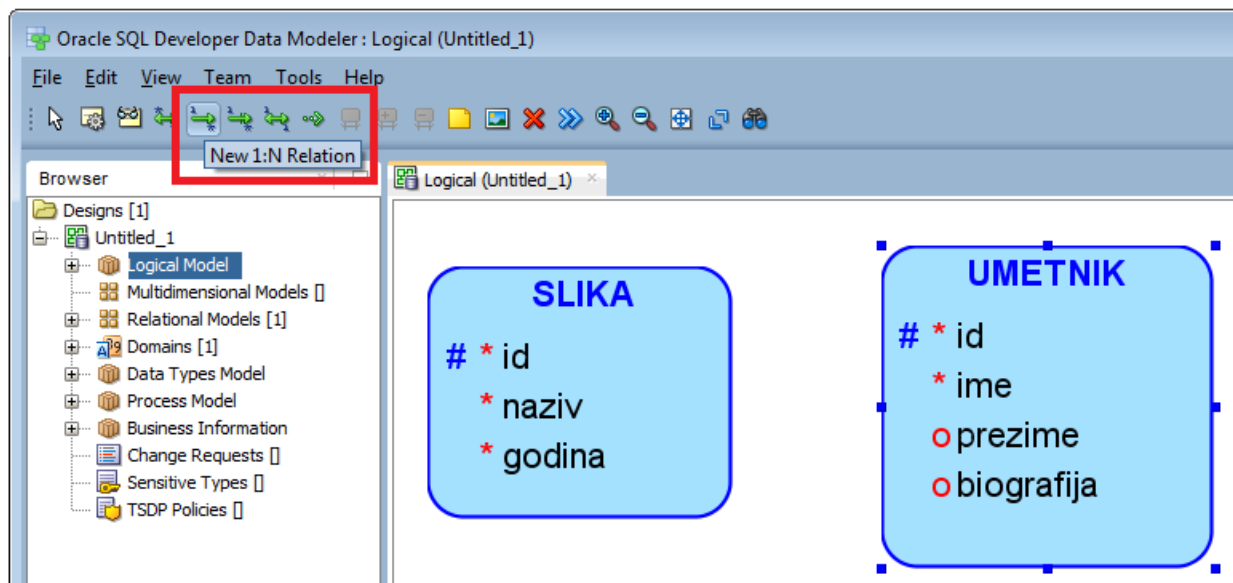 Oracle SQL Developer Data Modeler : Logical (Untitled_1)
File Edit View Team Tools Help
New 1:N Relation
Browser
Logical (Untitled_1)
Designs [1]
Untitled_1
Logical Model
Multidimensional Models []
Relational Models [1]
Domains [1]
Data Types Model
Process Model
Business Information
Change Requests []
Sensitive Types []
TSDP Policies []
SLIKA
# * id
* naziv
* godina
UMETNIK
# * id
* ime
o prezime
o biografija